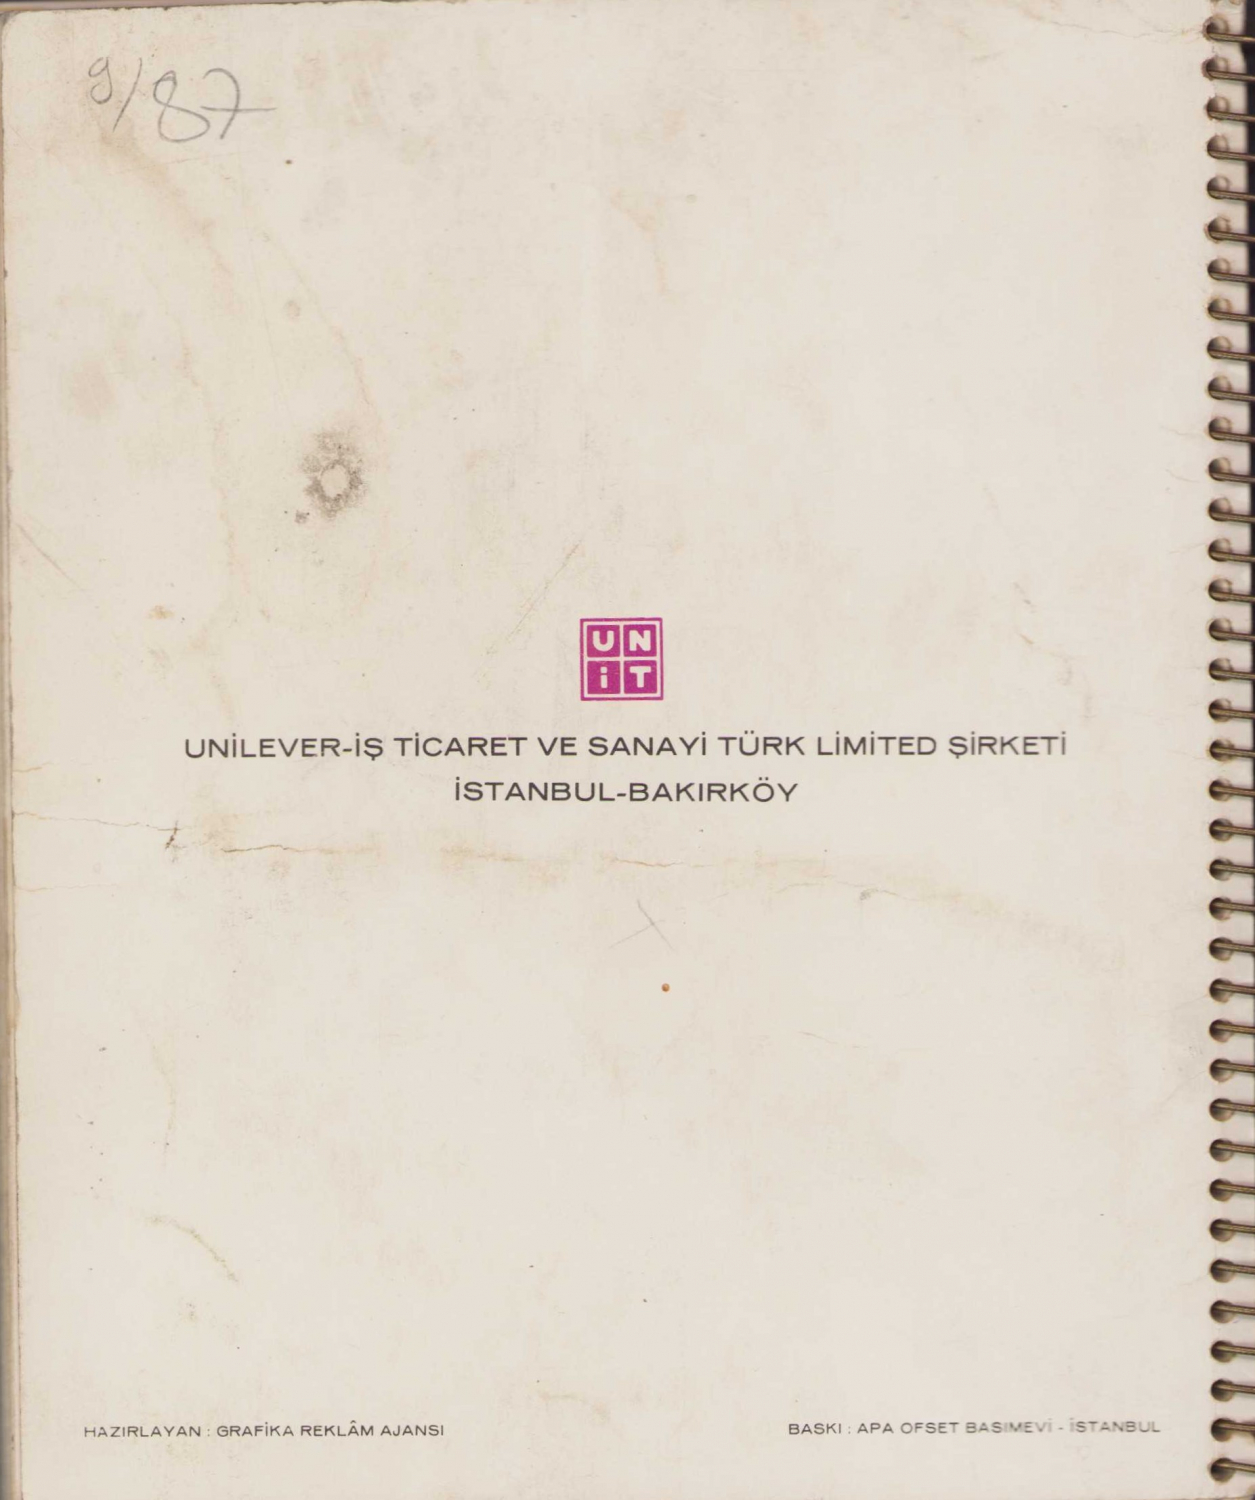 9/87
UN
İT
UNİLEVER-İŞ TİCARET VE SANAYİ TÜRK LİMİTED ŞİRKETİ
İSTANBUL-BAKIRKÖY
HAZIRLAYAN : GRAFİKA REKLÂM AJANSI
BASKI : APA OFSET BASIMEVİ - İSTANBUL